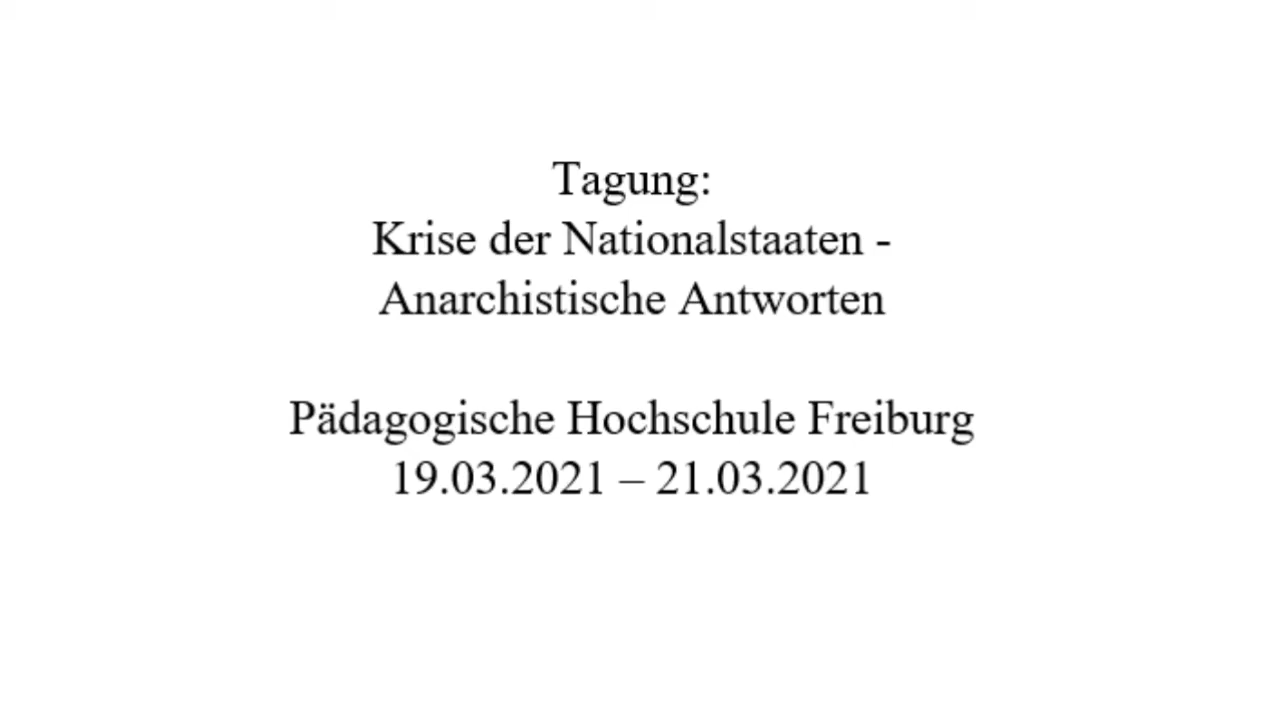 Tagung:
Krise der Nationalstaaten -
Anarchistische Antworten
Pädagogische Hochschule Freiburg
19.03.2021 – 21.03.2021